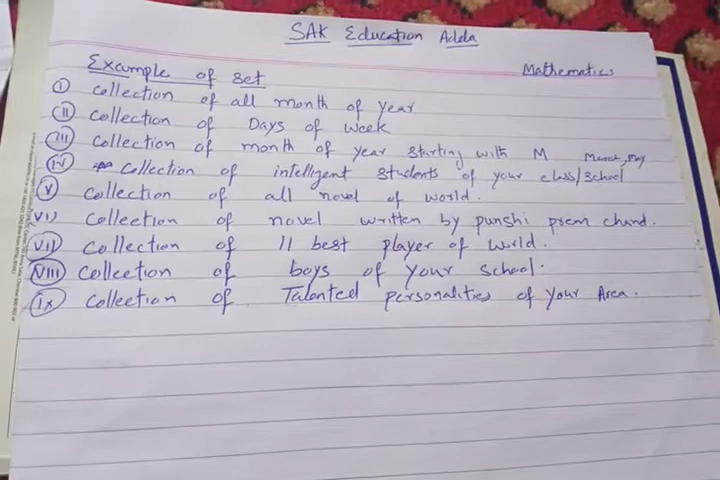 SAK Education Adda
Mathematics
Example of set
(i) Collection of all month of year
(ii) Collection of Days of week
(iii) Collection of month of year starting with M March, May
(iv) Collection of intelligent students of your class/school
(v) Collection of all novel of world.
vi) Collection of novel written by punshi prem chand.
(vii) Collection of 11 best player of world.
(viii) Collection of boys of your school.
(ix) Collection of Talented personalities of your Area.